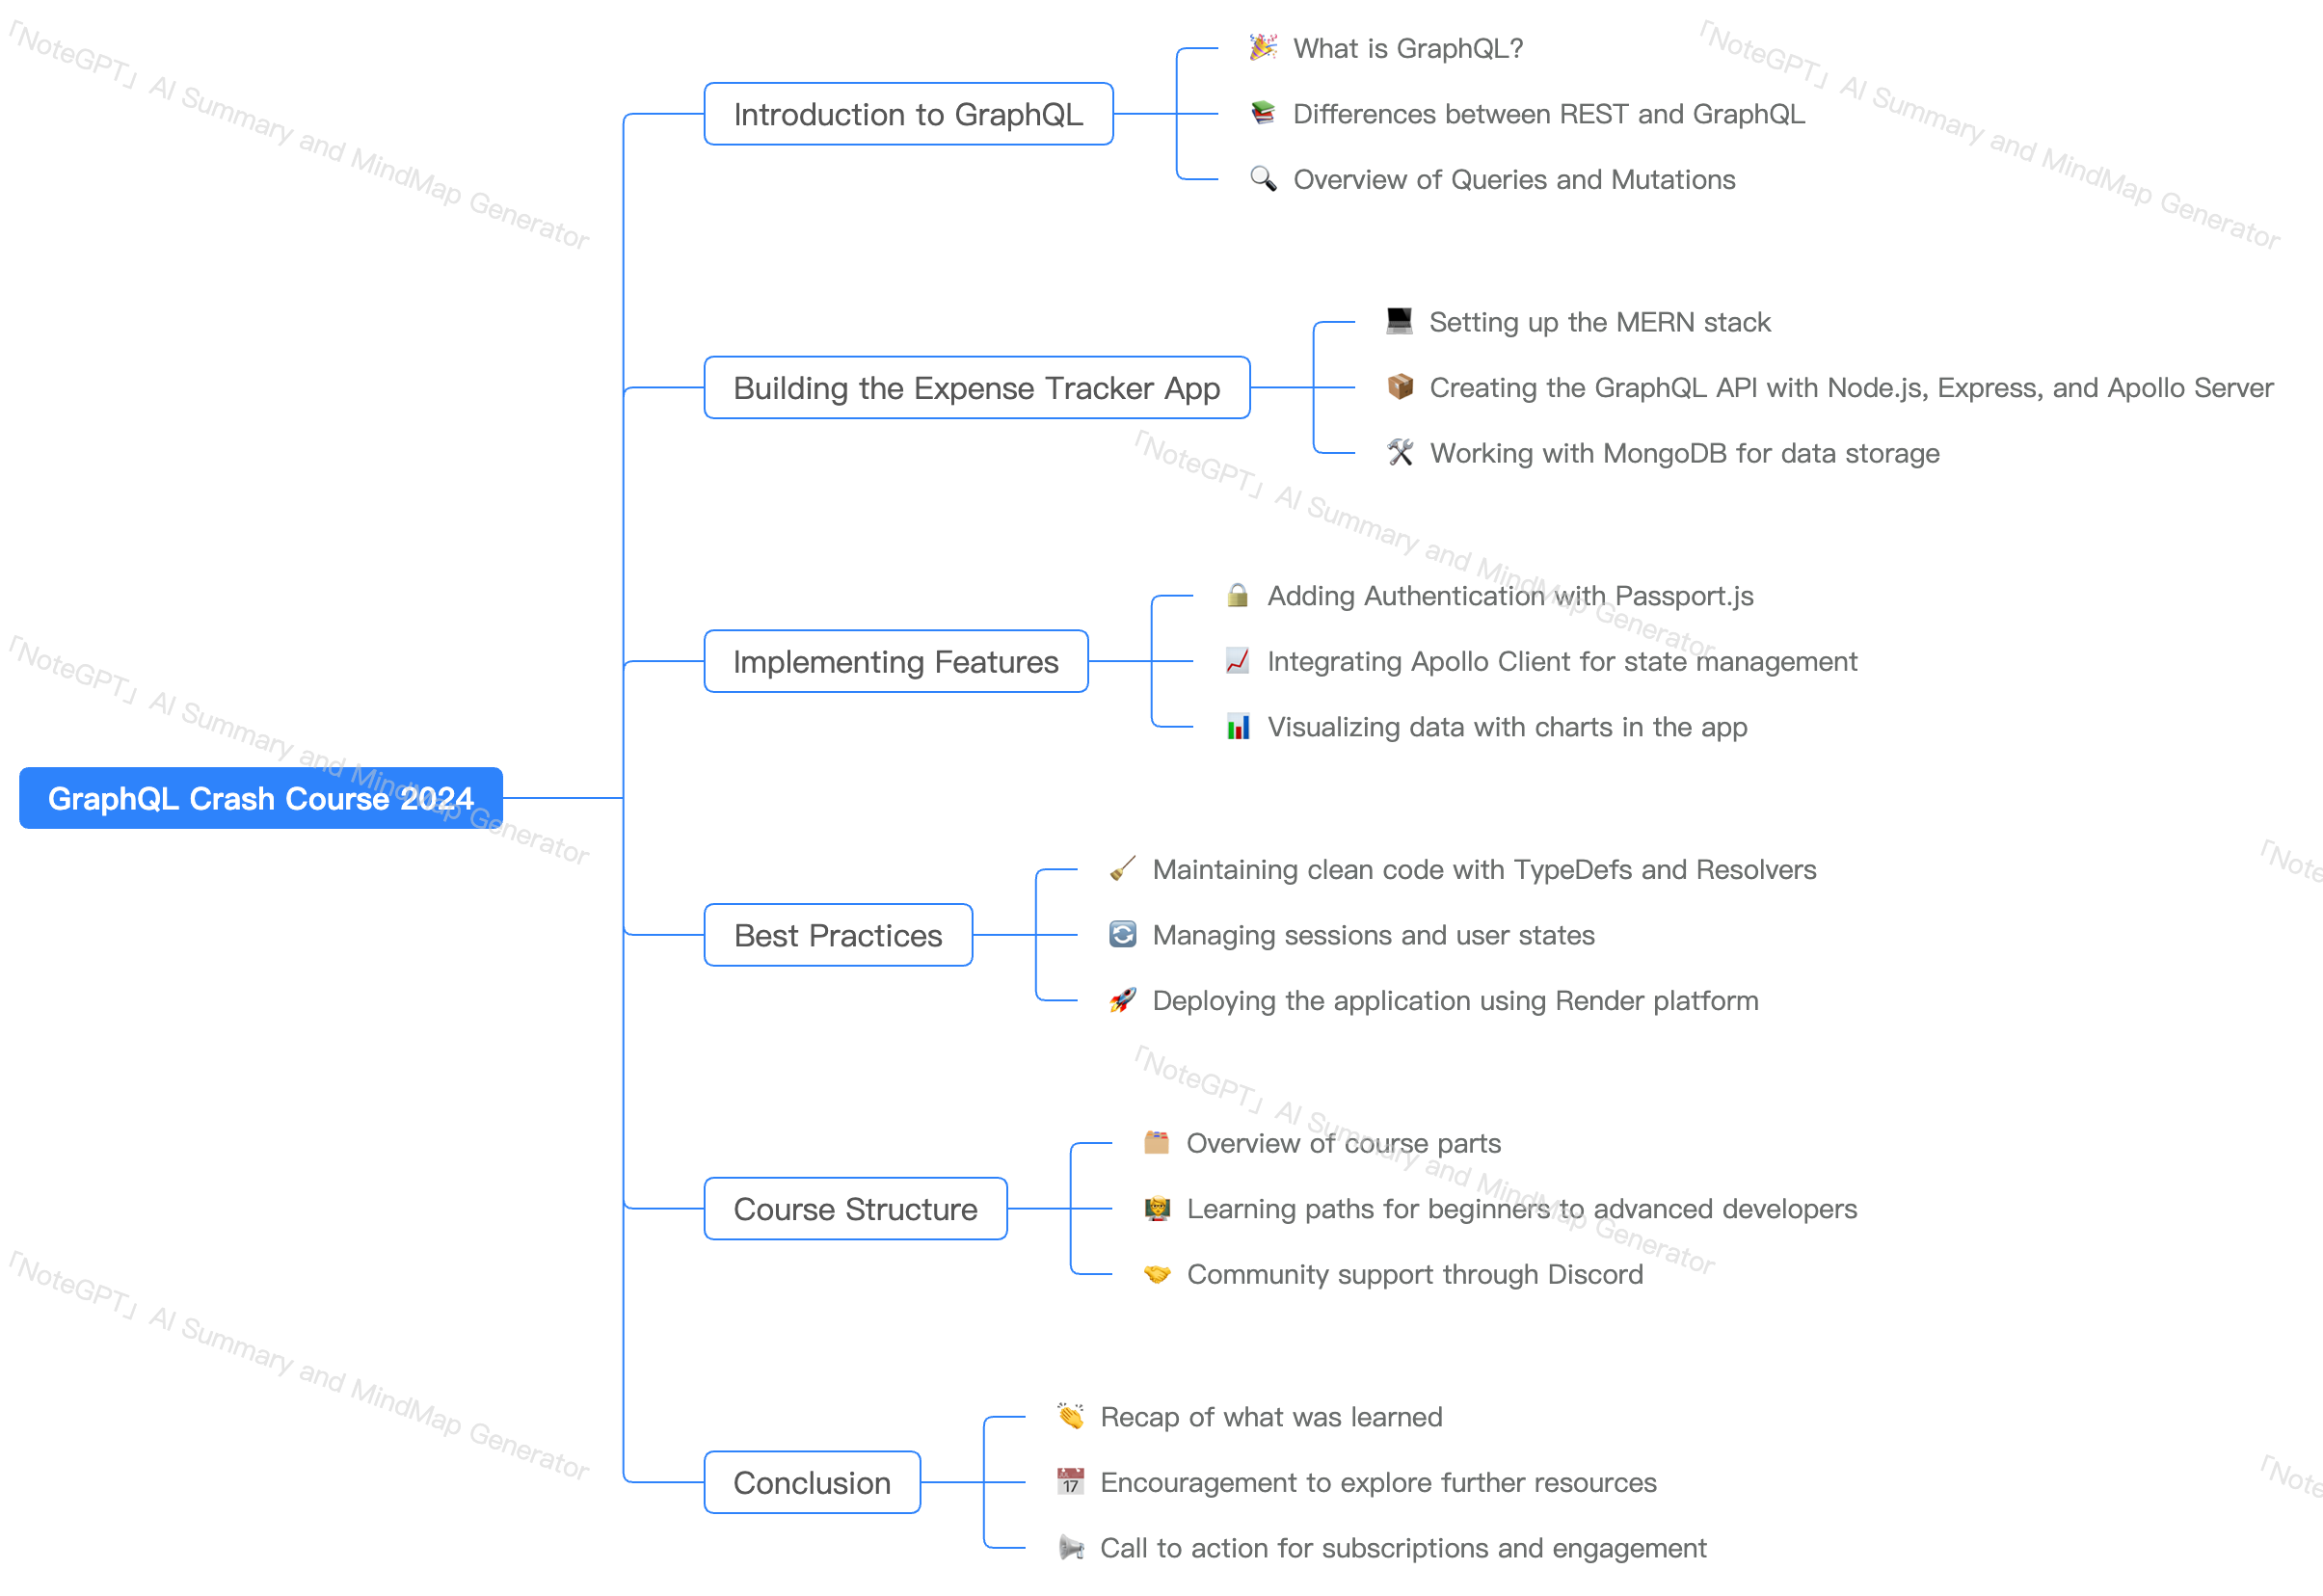 GraphQL Crash Course 2024
Introduction to GraphQL
What is GraphQL?
Differences between REST and GraphQL
Overview of Queries and Mutations
Building the Expense Tracker App
Setting up the MERN stack
Creating the GraphQL API with Node.js, Express, and Apollo Server
Working with MongoDB for data storage
Implementing Features
Adding Authentication with Passport.js
Integrating Apollo Client for state management
Visualizing data with charts in the app
Best Practices
Maintaining clean code with TypeDefs and Resolvers
Managing sessions and user states
Deploying the application using Render platform
Course Structure
Overview of course parts
Learning paths for beginners to advanced developers
Community support through Discord
Conclusion
Recap of what was learned
17
Encouragement to explore further resources
Call to action for subscriptions and engagement
「NoteGPT」 AI Summary and MindMap Generator
「NoteGPT」 AI Summary and MindMap Generator
「NoteGPT」 AI Summary and MindMap Generator
「NoteGPT」 AI Summary and MindMap Generator
「NoteGPT」 AI Summary and MindMap Generator
「NoteGPT」 AI Summary and MindMap Generator
「Note
「Note